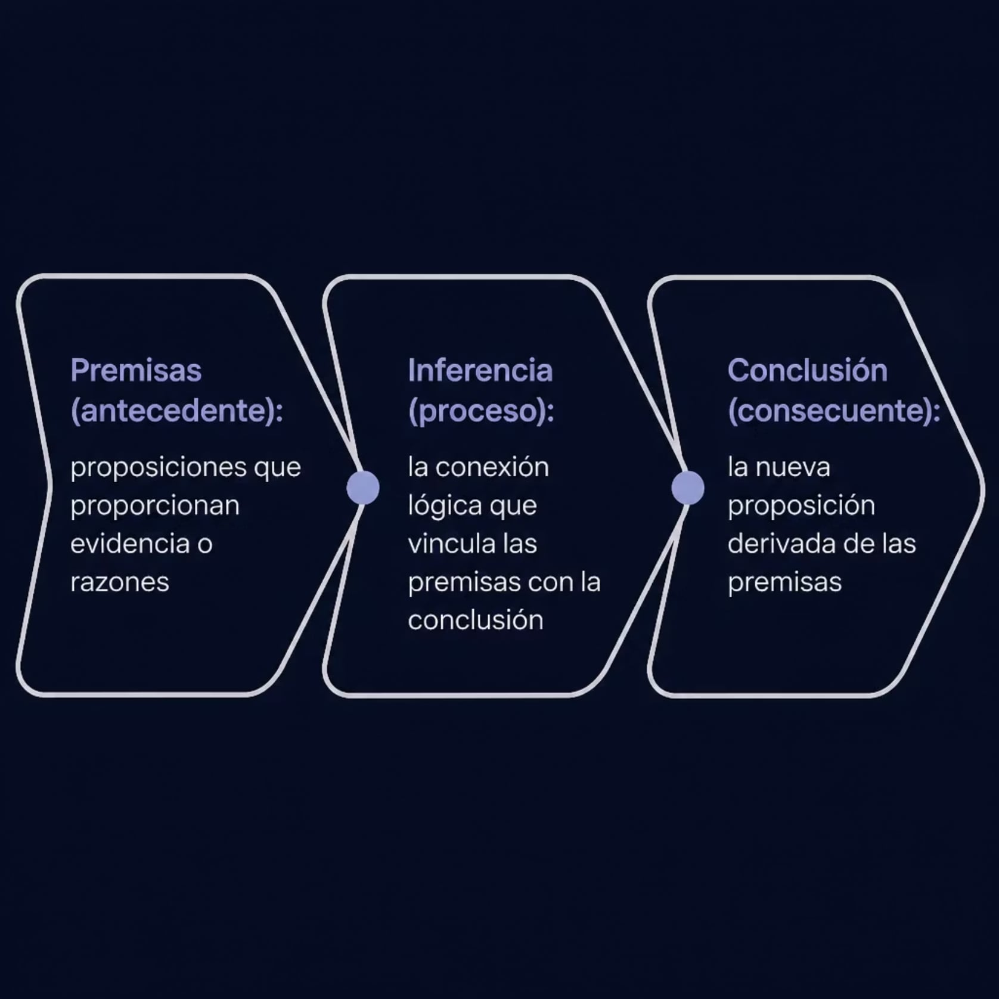 Premisas
(antecedente):
proposiciones que
proporcionan
evidencia o
razones
Inferencia
(proceso):
la conexión
lógica que
vincula las
premisas con la
conclusión
Conclusión
(consecuente):
la nueva
proposición
derivada de las
premisas